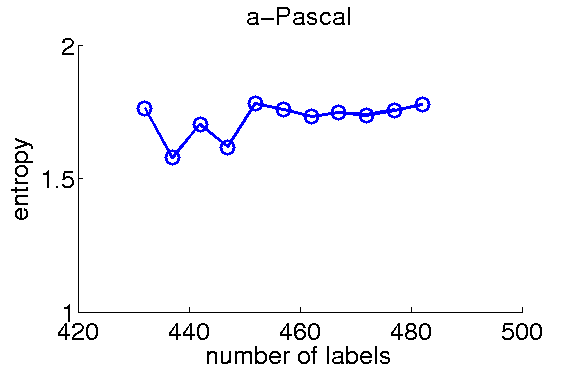 a-Pascal
2
1.5
1
entropy
420 440 460 480 500
number of labels